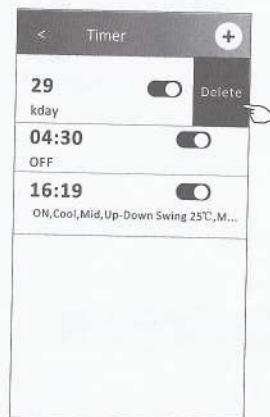 < Timer +
29 Delete
kday
04:30
OFF
16:19
ON,Cool,Mid,Up-Down Swing 25℃,M...